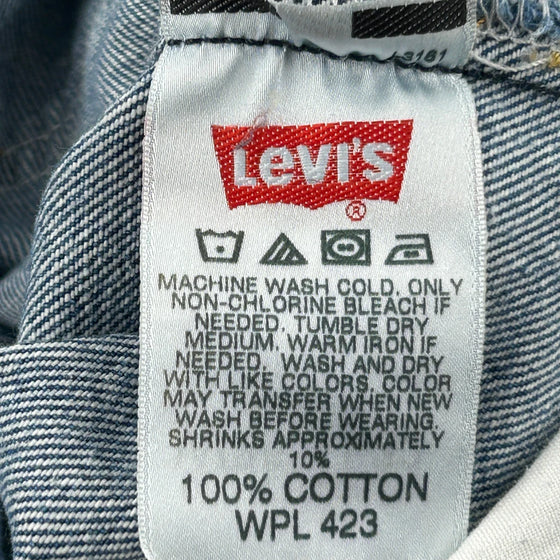 LEVI'S
®
MACHINE WASH COLD. ONLY
NON-CHLORINE BLEACH IF
NEEDED. TUMBLE DRY
MEDIUM. WARM IRON IF
NEEDED. WASH AND DRY
WITH LIKE COLORS. COLOR
MAY TRANSFER WHEN NEW
WASH BEFORE WEARING.
SHRINKS APPROXIMATELY
10%
100% COTTON
WPL 423